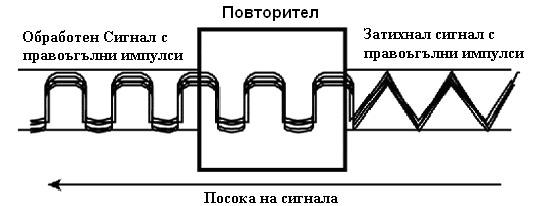 Повторител
Обработен Сигнал с
правоъгълни импулси
Затихнал сигнал с
правоъгълни импулси
Посока на сигнала